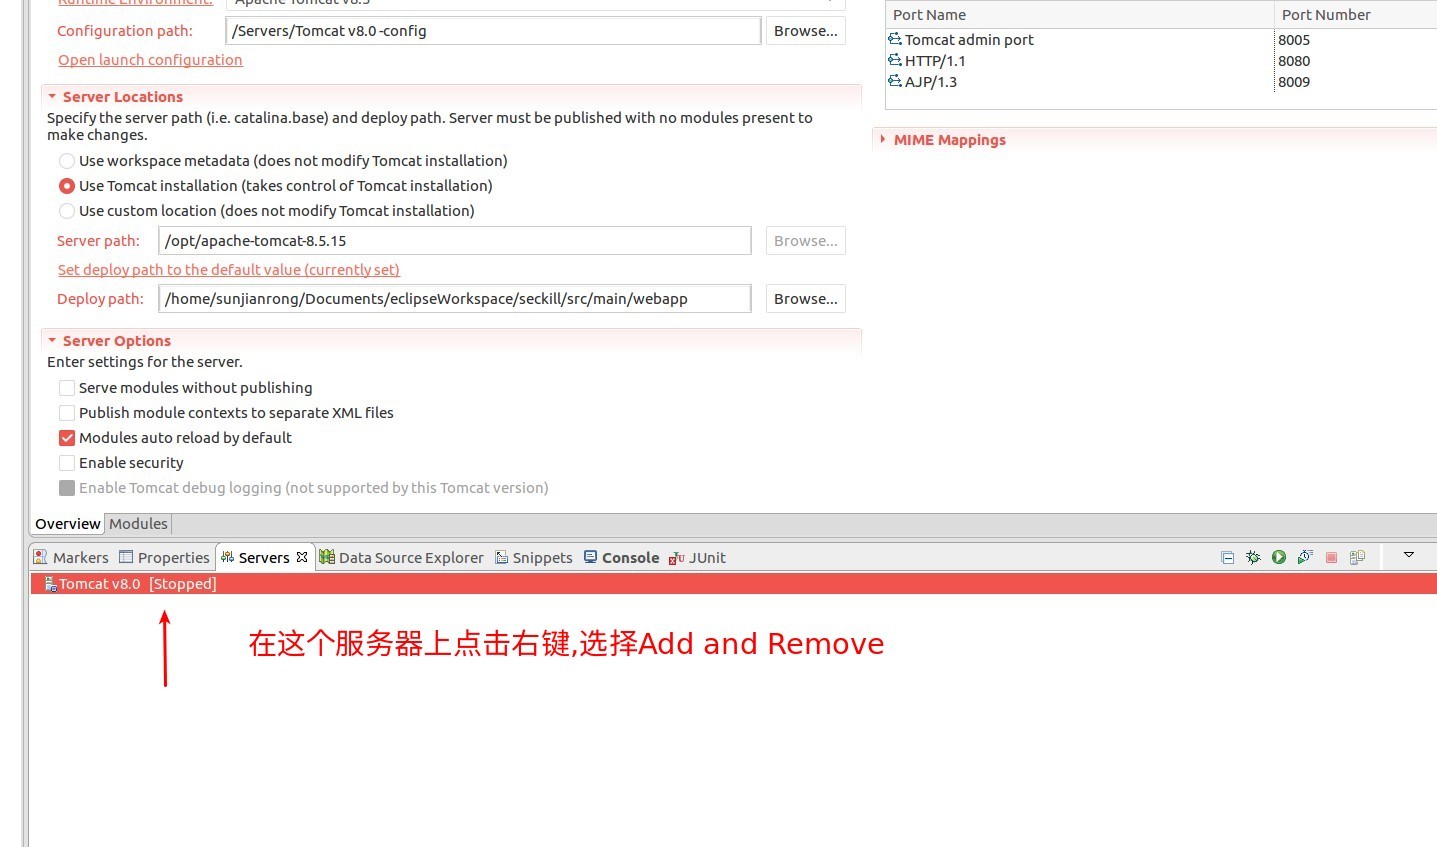 Runtime Environment: Apache Tomcat v8.5
Configuration path: /Servers/Tomcat v8.0 -config Browse...
Open launch configuration
Server Locations
Specify the server path (i.e. catalina.base) and deploy path. Server must be published with no modules present to
make changes.
Use workspace metadata (does not modify Tomcat installation)
Use Tomcat installation (takes control of Tomcat installation)
Use custom location (does not modify Tomcat installation)
Server path: /opt/apache-tomcat-8.5.15 Browse...
Set deploy path to the default value (currently set)
Deploy path: /home/sunjianrong/Documents/eclipseWorkspace/seckill/src/main/webapp Browse...
Server Options
Enter settings for the server.
Serve modules without publishing
Publish module contexts to separate XML files
Modules auto reload by default
Enable security
Enable Tomcat debug logging (not supported by this Tomcat version)
Port Name Port Number
Tomcat admin port 8005
HTTP/1.1 8080
AJP/1.3 8009
MIME Mappings
Overview Modules
Markers Properties Servers Data Source Explorer Snippets Console JUnit
Tomcat v8.0 [Stopped]
在这个服务器上点击右键,选择Add and Remove